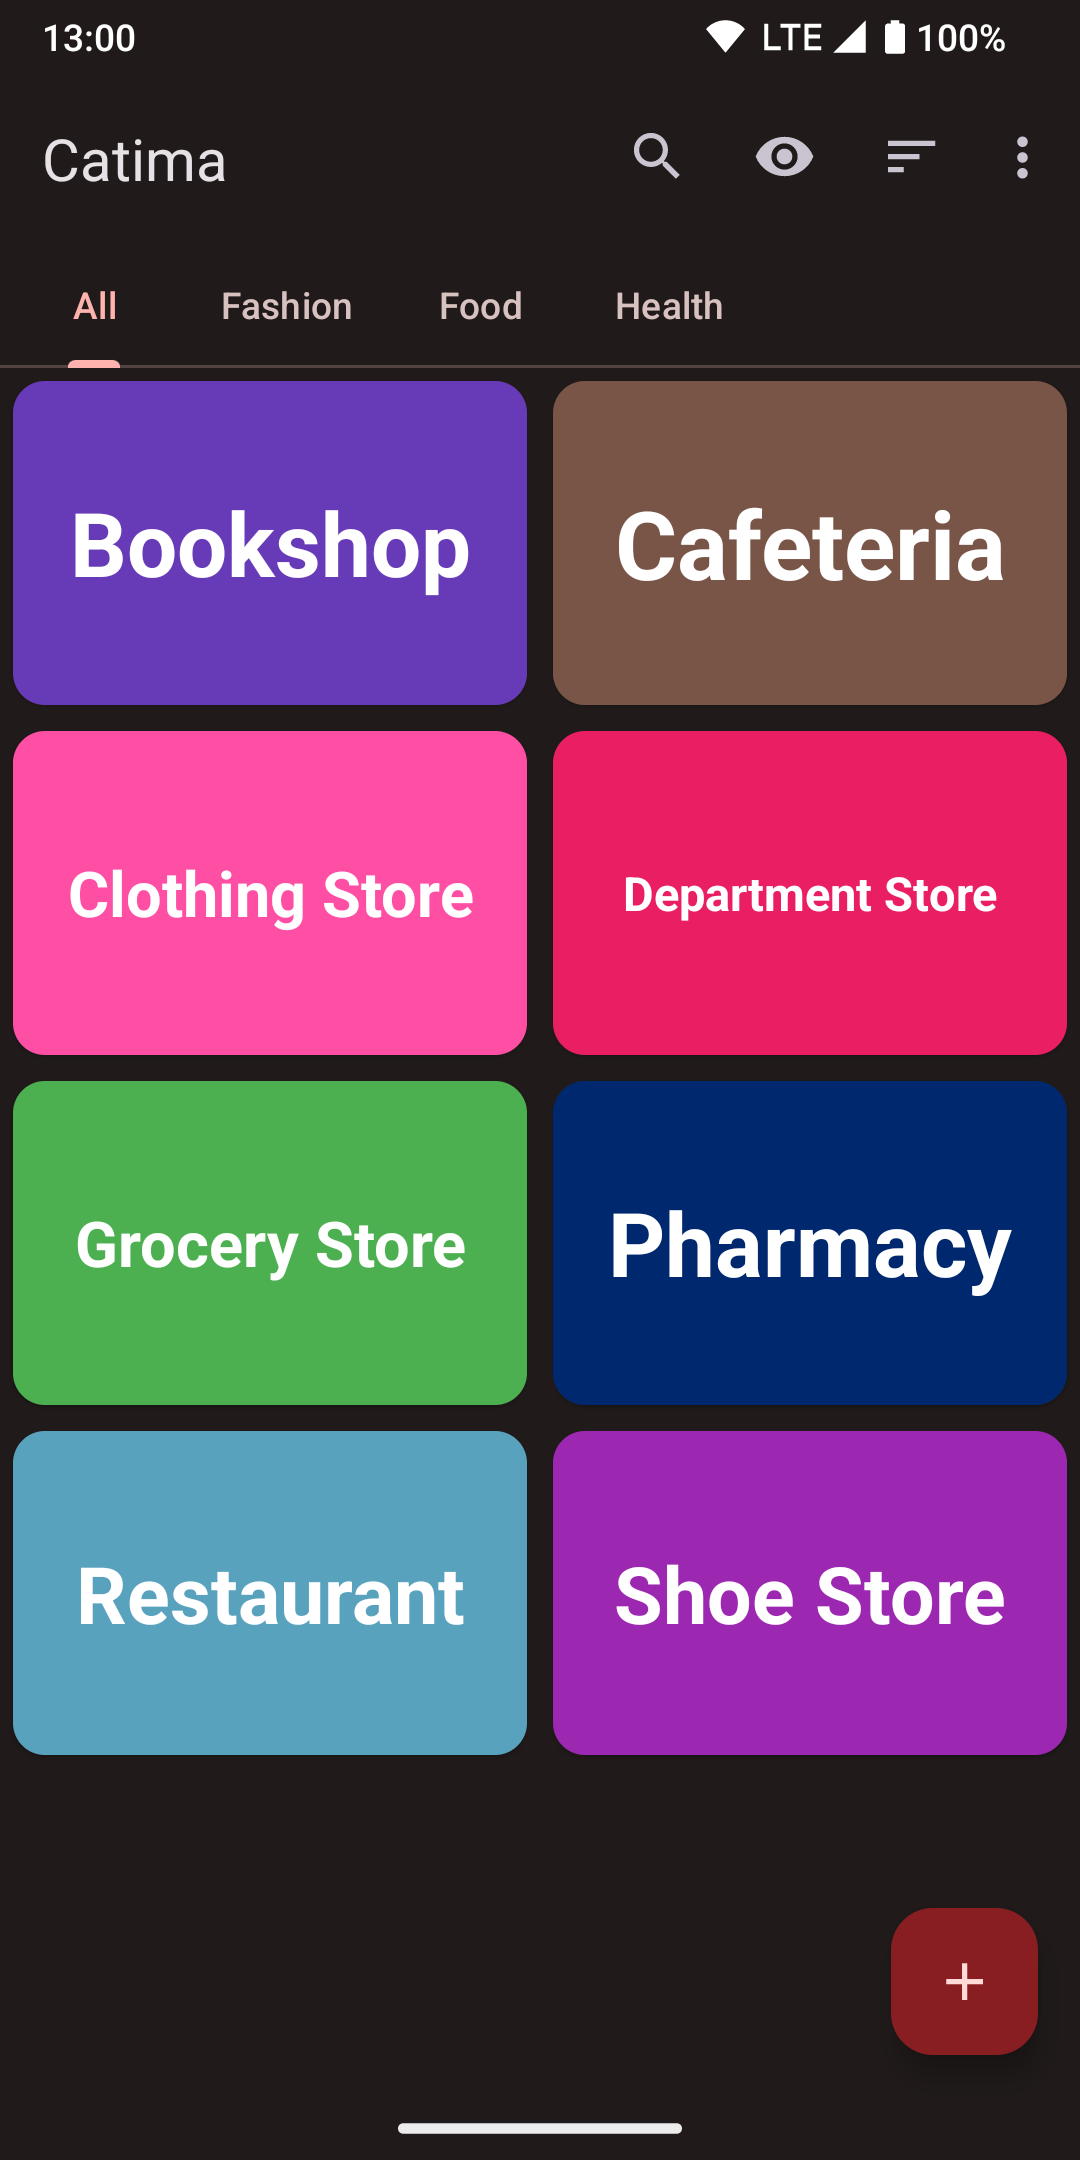 13:00 LTE 100%
Catima
All Fashion Food Health
Bookshop Cafeteria
Clothing Store Department Store
Grocery Store Pharmacy
Restaurant Shoe Store